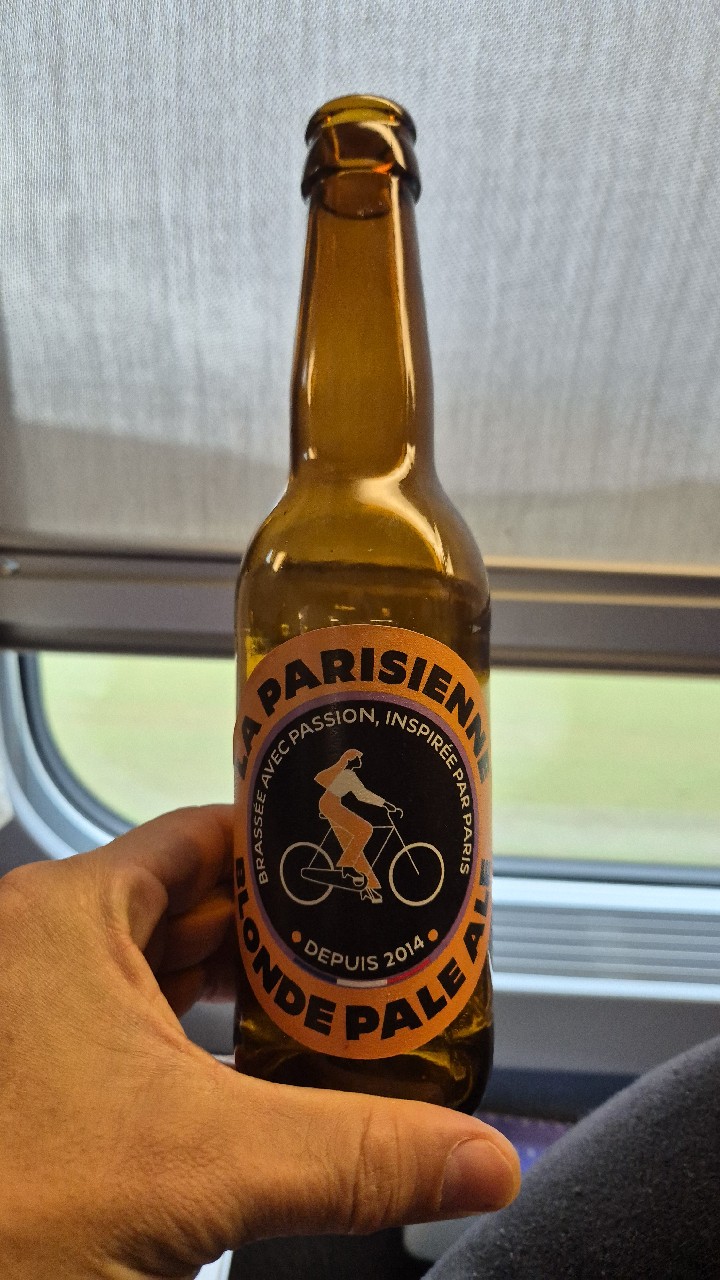 LA PARISIENNE
BRASSÉE AVEC PASSION, INSPIRÉE PAR PARIS
• DEPUIS 2014 •
BLONDE PALE ALE